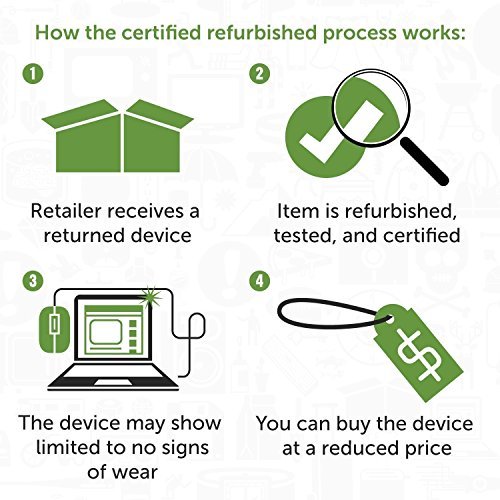 How the certified refurbished process works:
1
Retailer receives a
returned device
2
Item is refurbished,
tested, and certified
3
The device may show
limited to no signs
of wear
4
$
You can buy the device
at a reduced price